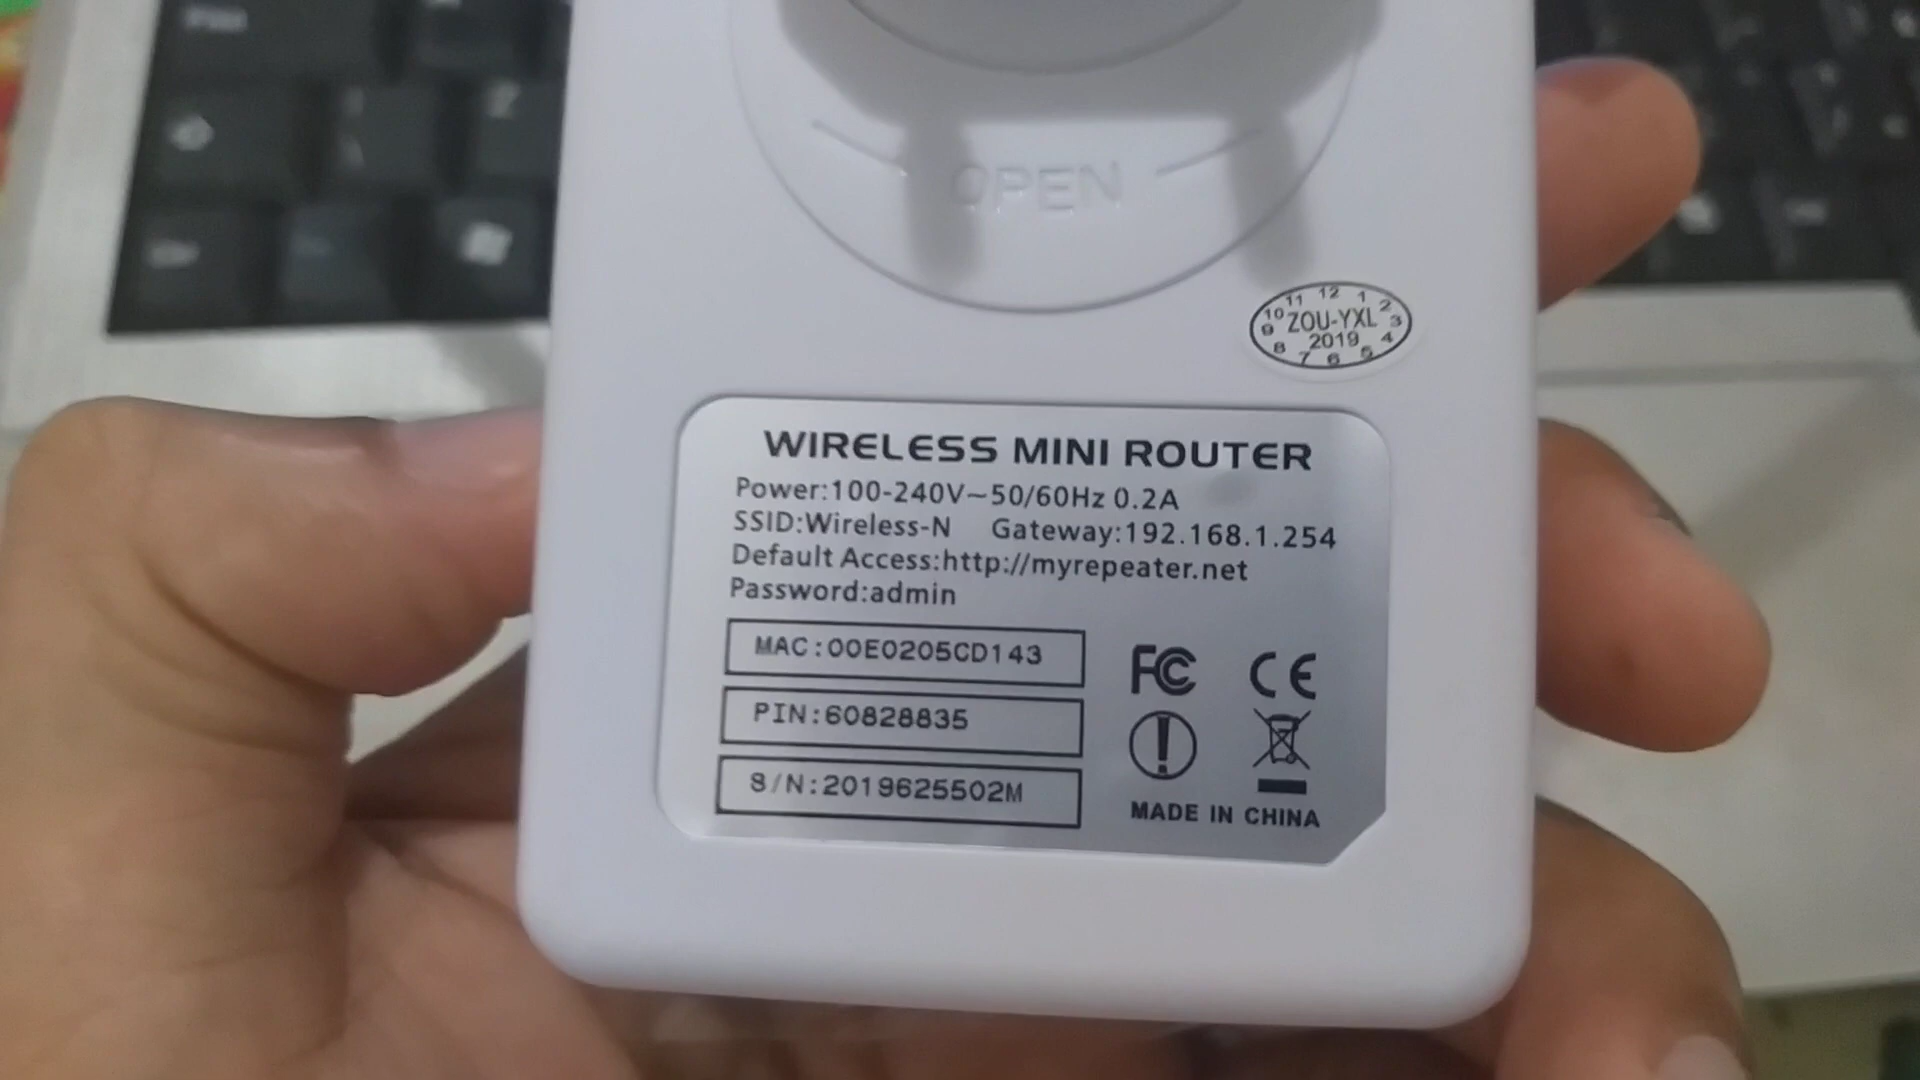 OPEN
11 12 1 2
10 ZOU-YXL 3
9 2019 4
8 7 6 5
WIRELESS MINI ROUTER
Power:100-240V~50/60Hz 0.2A
SSID:Wireless-N Gateway:192.168.1.254
Default Access:http://myrepeater.net
Password:admin
MAC:00E0205CD143
PIN:60828835
S/N:2019625502M
FC CE
MADE IN CHINA